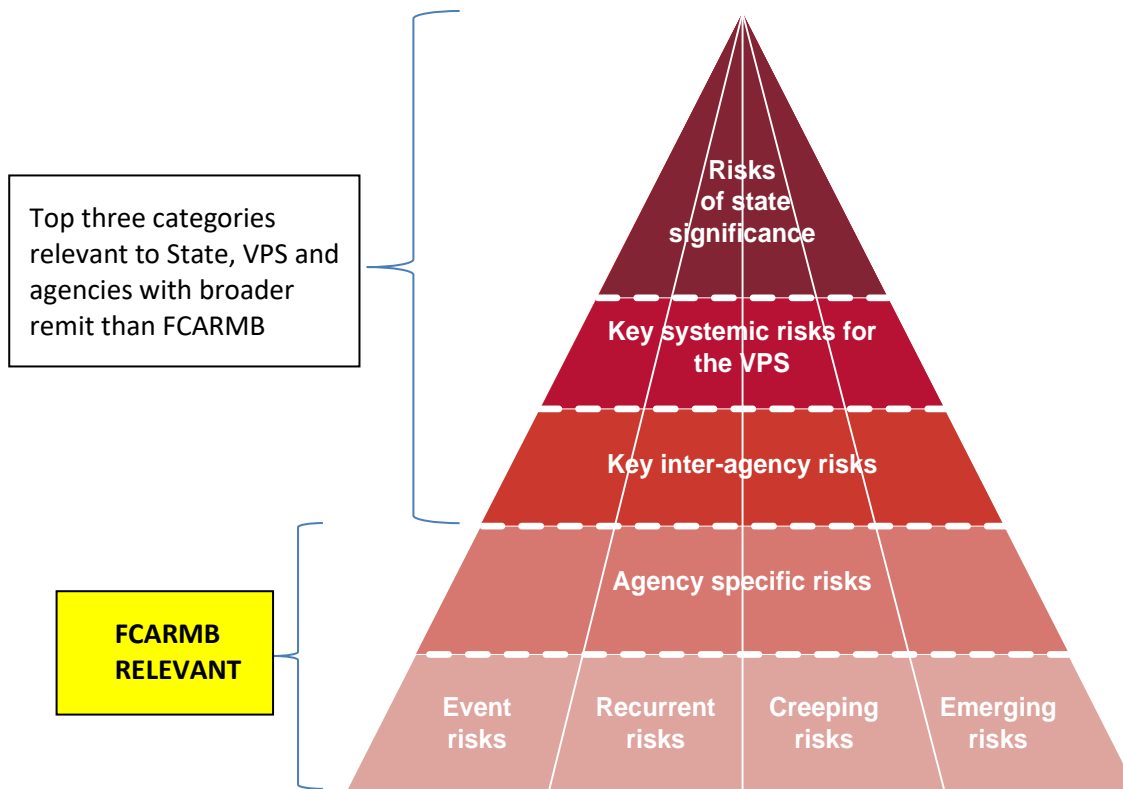 Risks
of state
significance
Top three categories
relevant to State, VPS and
agencies with broader
remit than FCARMB
Key systemic risks for
the VPS
Key inter-agency risks
Agency specific risks
FCARMB
RELEVANT
Event
risks
Recurrent
risks
Creeping
risks
Emerging
risks